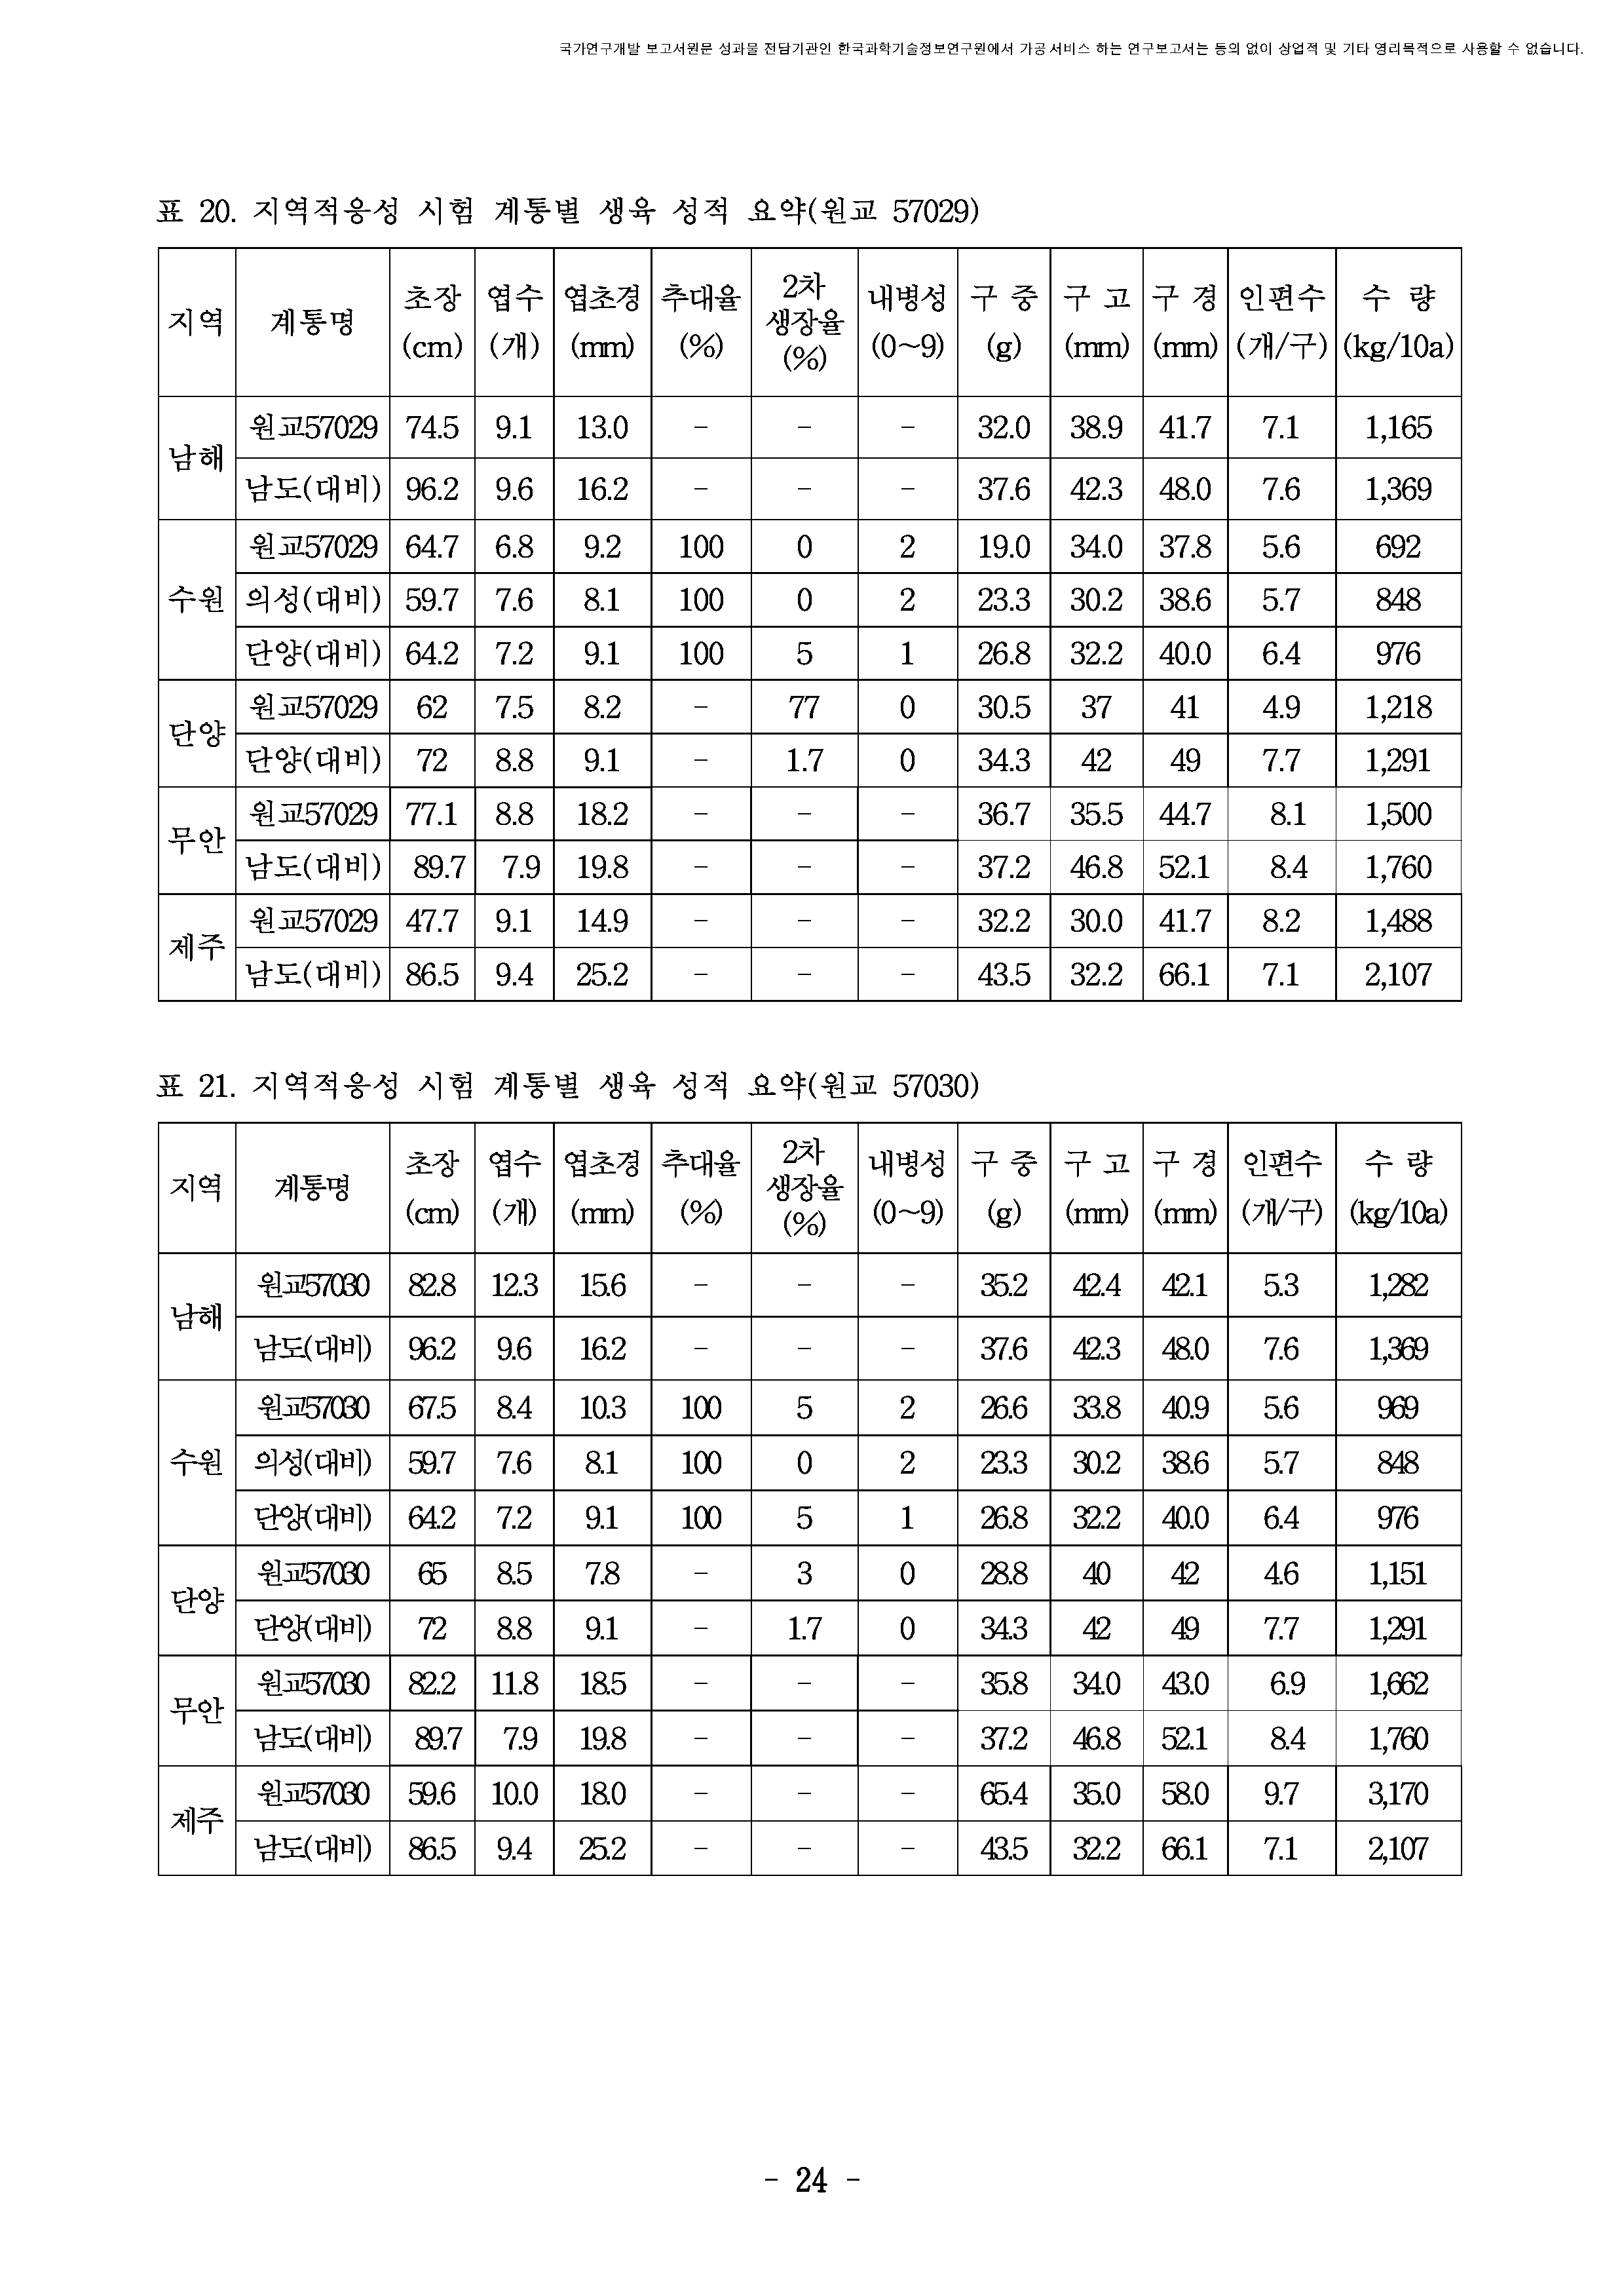 국가연구개발 보고서원문 성과물 전담기관인 한국과학기술정보연구원에서 가공·서비스 하는 연구보고서는 동의 없이 상업적 및 기타 영리목적으로 사용할 수 없습니다.
표 20. 지역적응성 시험 계통별 생육 성적 요약(원교 57029)
지역 계통명 초장 (cm) 엽수 (개) 엽초경 (mm) 추대율 (%) 2차 생장율 (%) 내병성 (0~9) 구 중 (g) 구 고 (mm) 구 경 (mm) 인편수 (개/구) 수 량 (kg/10a)
남해 원교57029 74.5 9.1 13.0 - - - 32.0 38.9 41.7 7.1 1,165
남도(대비) 96.2 9.6 16.2 - - - 37.6 42.3 48.0 7.6 1,369
수원 원교57029 64.7 6.8 9.2 100 0 2 19.0 34.0 37.8 5.6 692
의성(대비) 59.7 7.6 8.1 100 0 2 23.3 30.2 38.6 5.7 848
단양(대비) 64.2 7.2 9.1 100 5 1 26.8 32.2 40.0 6.4 976
단양 원교57029 62 7.5 8.2 - 77 0 30.5 37 41 4.9 1,218
단양(대비) 72 8.8 9.1 - 1.7 0 34.3 42 49 7.7 1,291
무안 원교57029 77.1 8.8 18.2 - - - 36.7 35.5 44.7 8.1 1,500
남도(대비) 89.7 7.9 19.8 - - - 37.2 46.8 52.1 8.4 1,760
제주 원교57029 47.7 9.1 14.9 - - - 32.2 30.0 41.7 8.2 1,488
남도(대비) 86.5 9.4 25.2 - - - 43.5 32.2 66.1 7.1 2,107
표 21. 지역적응성 시험 계통별 생육 성적 요약(원교 57030)
지역 계통명 초장 (cm) 엽수 (개) 엽초경 (mm) 추대율 (%) 2차 생장율 (%) 내병성 (0~9) 구 중 (g) 구 고 (mm) 구 경 (mm) 인편수 (개/구) 수 량 (kg/10a)
남해 원교57030 82.8 12.3 15.6 - - - 35.2 42.4 42.1 5.3 1,282
남도(대비) 96.2 9.6 16.2 - - - 37.6 42.3 48.0 7.6 1,369
수원 원교57030 67.5 8.4 10.3 100 5 2 26.6 33.8 40.9 5.6 969
의성(대비) 59.7 7.6 8.1 100 0 2 23.3 30.2 38.6 5.7 848
단양(대비) 64.2 7.2 9.1 100 5 1 26.8 32.2 40.0 6.4 976
단양 원교57030 65 8.5 7.8 - 3 0 28.8 40 42 4.6 1,151
단양(대비) 72 8.8 9.1 - 1.7 0 34.3 42 49 7.7 1,291
무안 원교57030 82.2 11.8 18.5 - - - 35.8 34.0 43.0 6.9 1,662
남도(대비) 89.7 7.9 19.8 - - - 37.2 46.8 52.1 8.4 1,760
제주 원교57030 59.6 10.0 18.0 - - - 65.4 35.0 58.0 9.7 3,170
남도(대비) 86.5 9.4 25.2 - - - 43.5 32.2 66.1 7.1 2,107
- 24 -